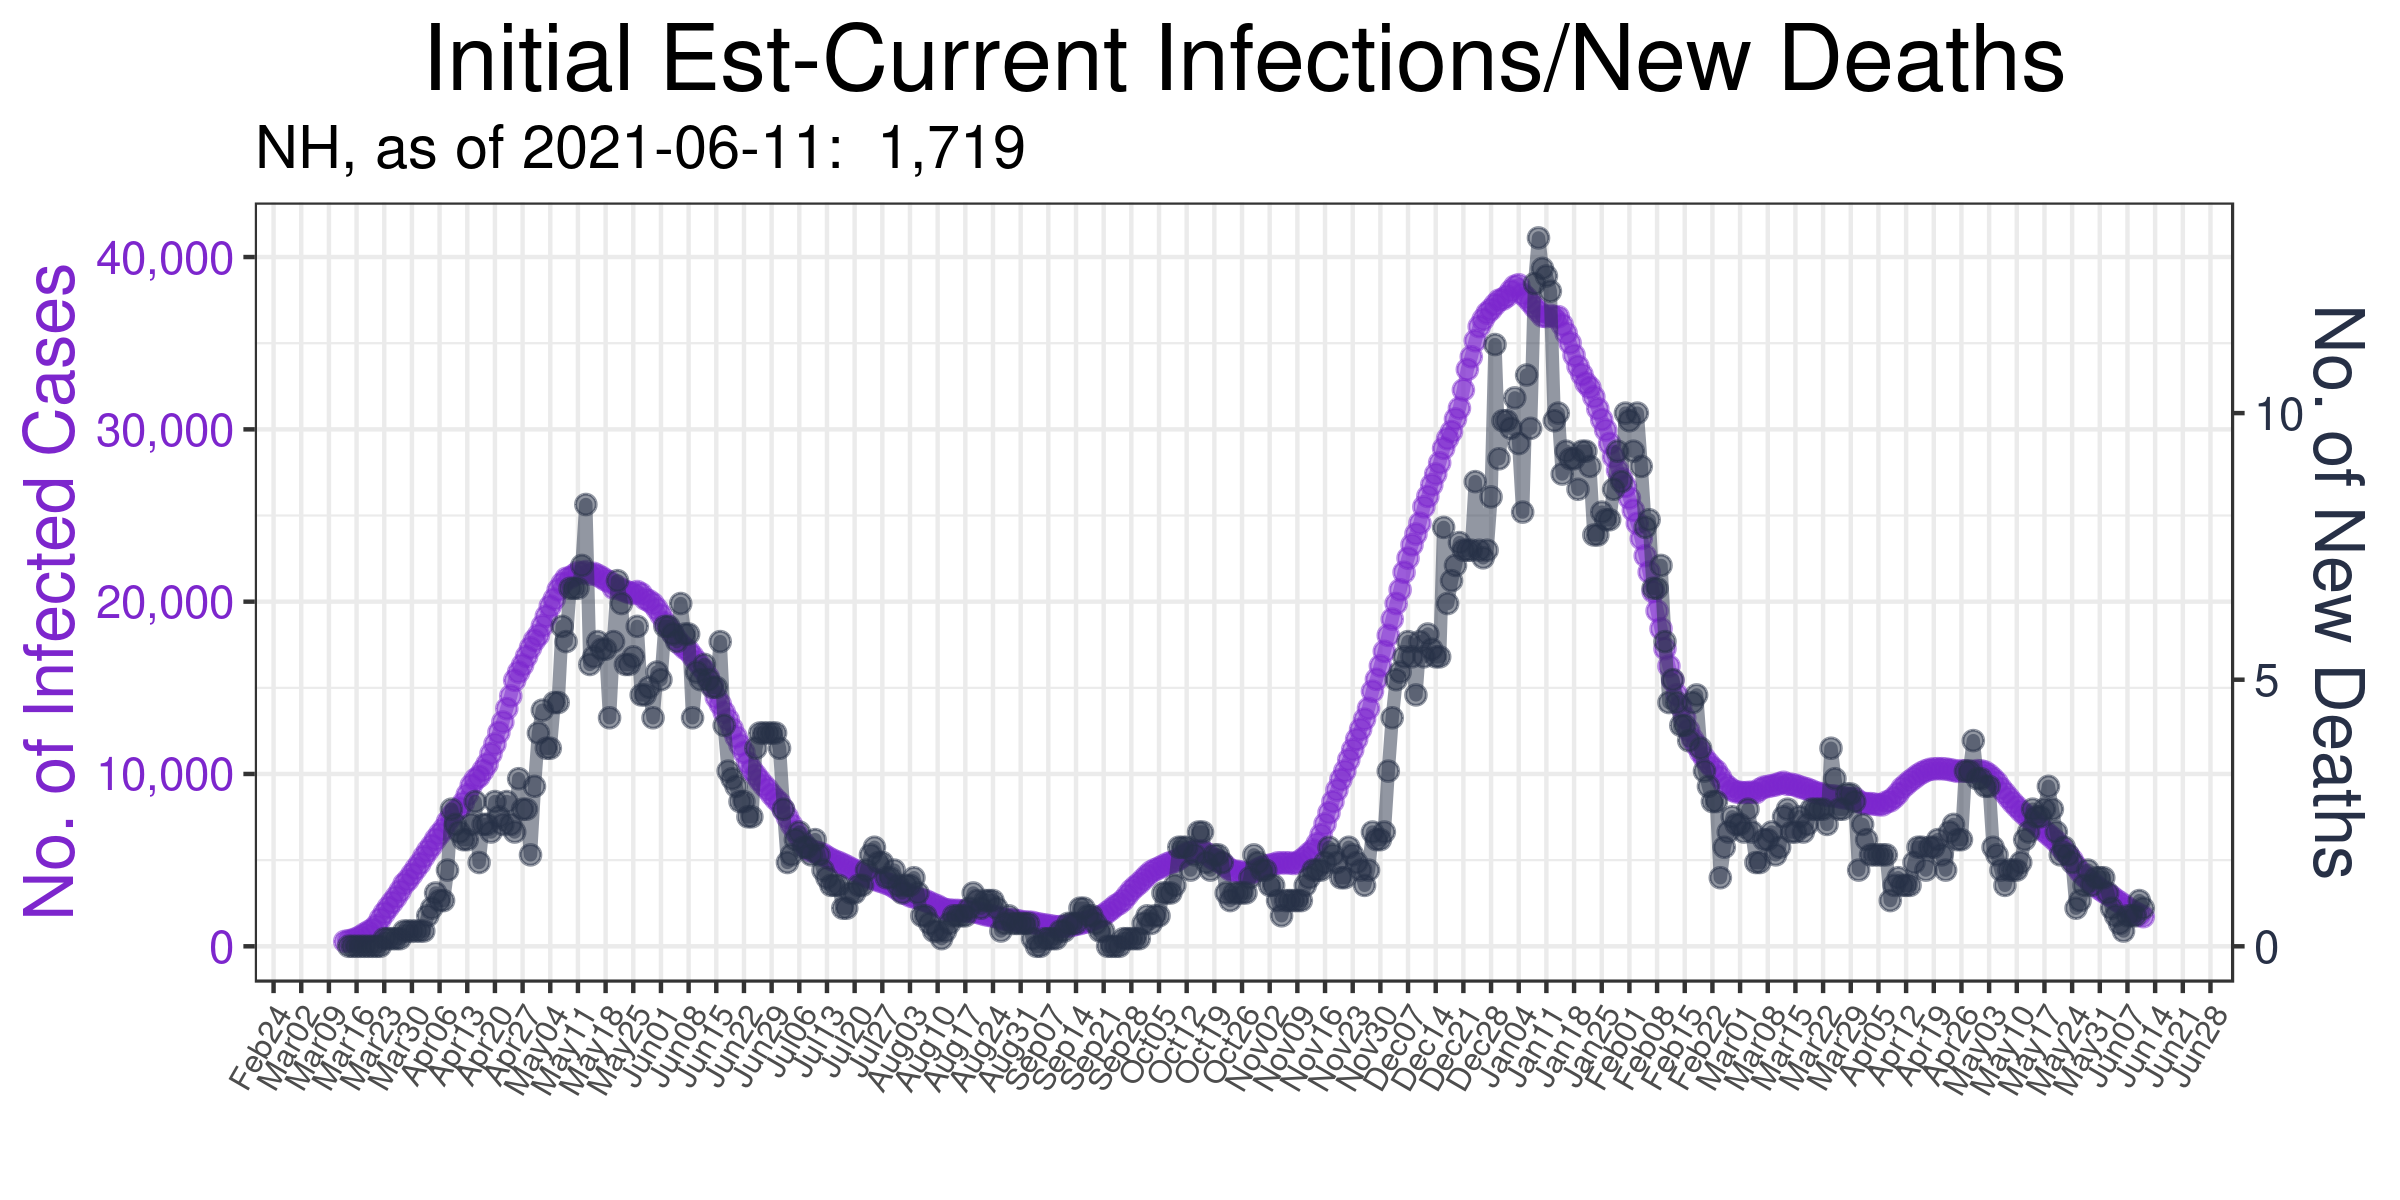 Initial Est-Current Infections/New Deaths
NH, as of 2021-06-11:  1,719
No. of Infected Cases
40,000
30,000
20,000
10,000
0
10
5
0
No. of New Deaths
Feb24
Mar02
Mar09
Mar16
Mar23
Mar30
Apr06
Apr13
Apr20
Apr27
May04
May11
May18
May25
Jun01
Jun08
Jun15
Jun22
Jun29
Jul06
Jul13
Jul20
Jul27
Aug03
Aug10
Aug17
Aug24
Aug31
Sep07
Sep14
Sep21
Sep28
Oct05
Oct12
Oct19
Oct26
Nov02
Nov09
Nov16
Nov23
Nov30
Dec07
Dec14
Dec21
Dec28
Jan04
Jan11
Jan18
Jan25
Feb01
Feb08
Feb15
Feb22
Mar01
Mar08
Mar15
Mar22
Mar29
Apr05
Apr12
Apr19
Apr26
May03
May10
May17
May24
May31
Jun07
Jun14
Jun21
Jun28